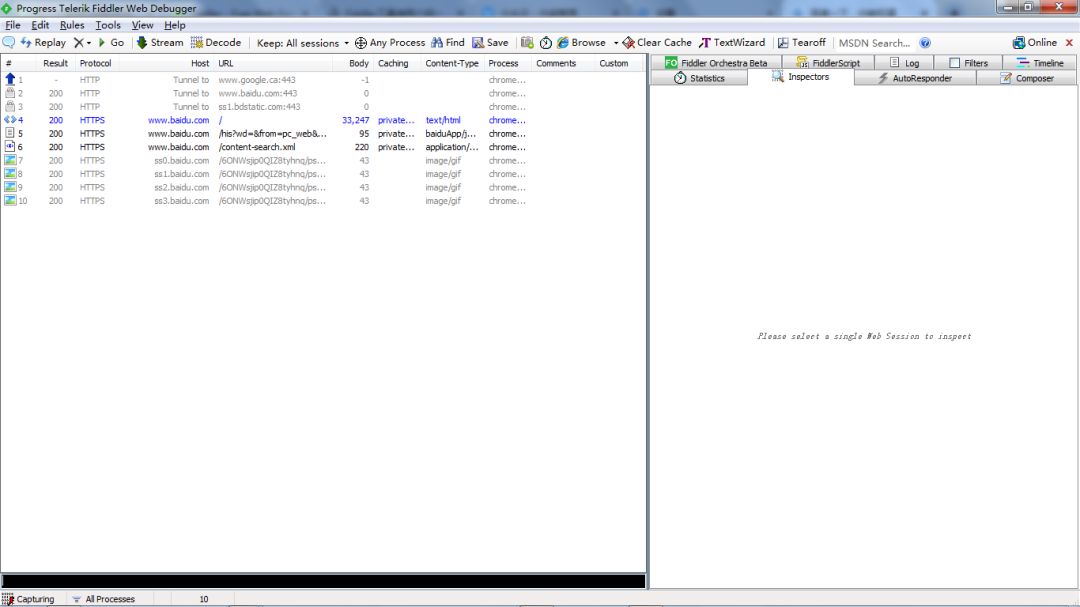 Progress Telerik Fiddler Web Debugger
File Edit Rules Tools View Help
Replay Go Stream Decode Keep: All sessions Any Process Find Save Browse Clear Cache TextWizard Tearoff MSDN Search... Online
# Result Protocol Host URL Body Caching Content-Type Process Comments Custom
1 - HTTP Tunnel to www.google.ca:443 -1 chrome...
2 200 HTTP Tunnel to www.baidu.com:443 0 chrome...
3 200 HTTP Tunnel to ss1.bdstatic.com:443 0 chrome...
4 200 HTTPS www.baidu.com / 33,247 private... text/html chrome...
5 200 HTTPS www.baidu.com /his?wd=&from=pc_web&... 95 private... baiduApp/j... chrome...
6 200 HTTPS www.baidu.com /content-search.xml 220 private... application/... chrome...
7 200 HTTPS ss0.baidu.com /6ONWsjip0QIZ8tyhnq/ps... 43 image/gif chrome...
8 200 HTTPS ss1.baidu.com /6ONWsjip0QIZ8tyhnq/ps... 43 image/gif chrome...
9 200 HTTPS ss2.baidu.com /6ONWsjip0QIZ8tyhnq/ps... 43 image/gif chrome...
10 200 HTTPS ss3.baidu.com /6ONWsjip0QIZ8tyhnq/ps... 43 image/gif chrome...
FO Fiddler Orchestra Beta FiddlerScript Log Filters Timeline
Statistics Inspectors AutoResponder Composer
Please select a single Web Session to inspect
Capturing All Processes 10